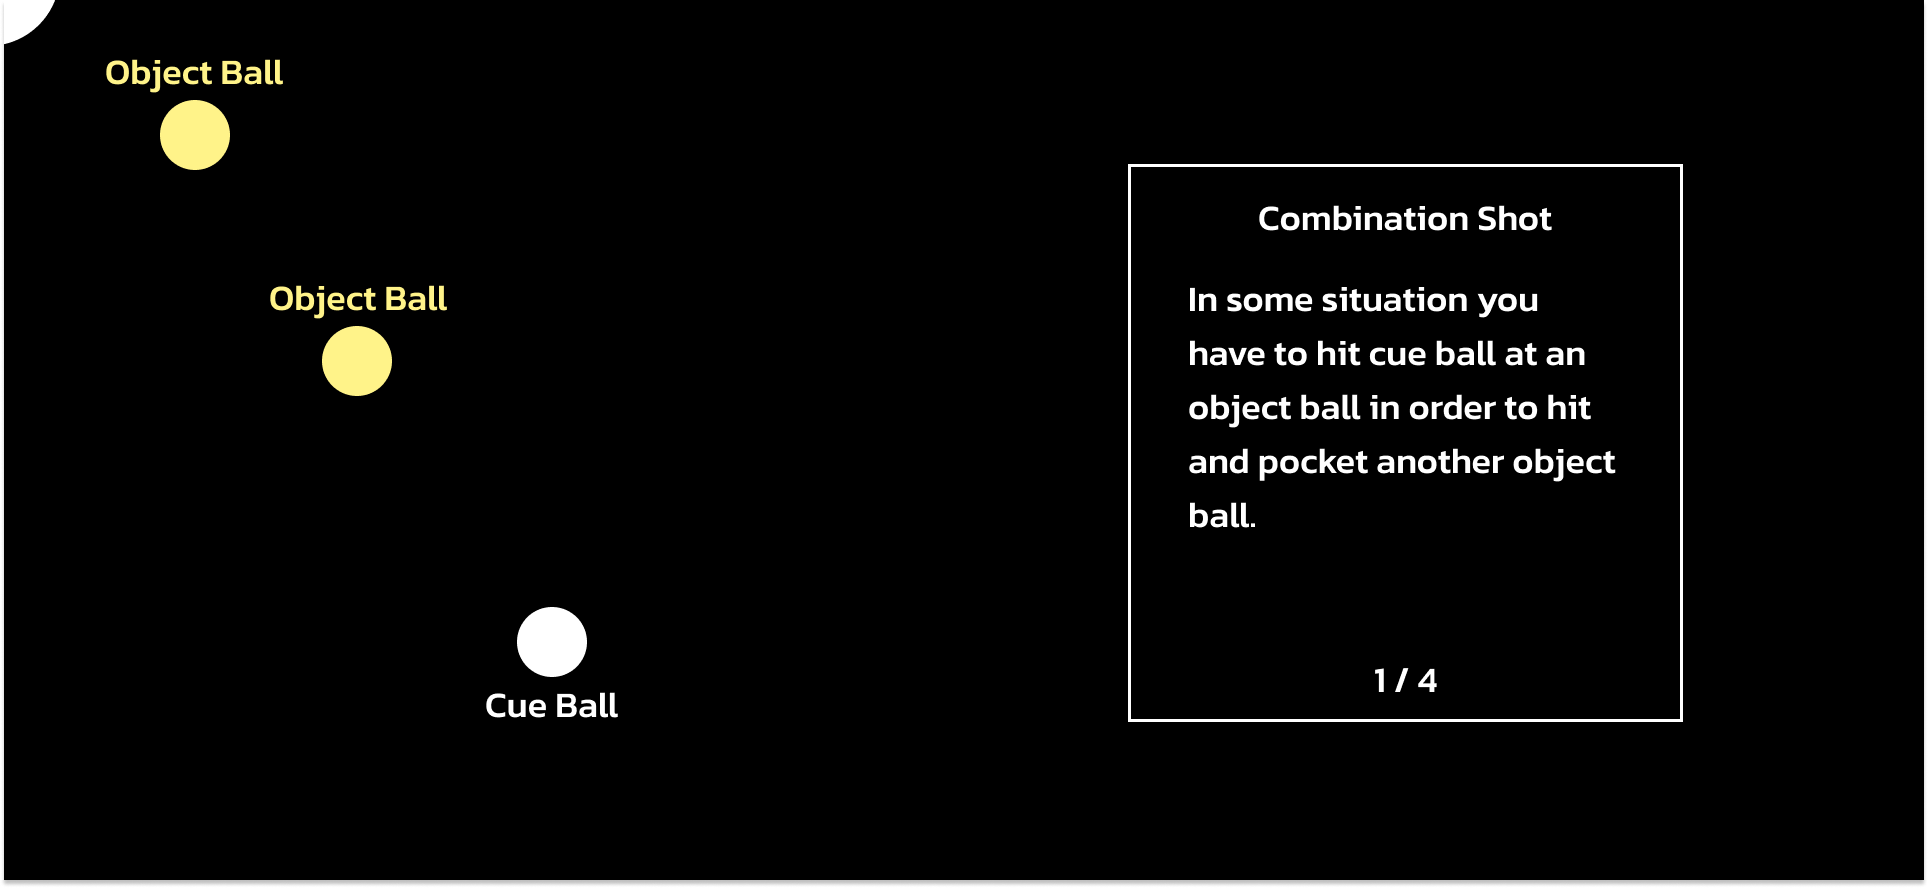 Object Ball
Object Ball
Cue Ball
Combination Shot
In some situation you
have to hit cue ball at an
object ball in order to hit
and pocket another object
ball.
1 / 4